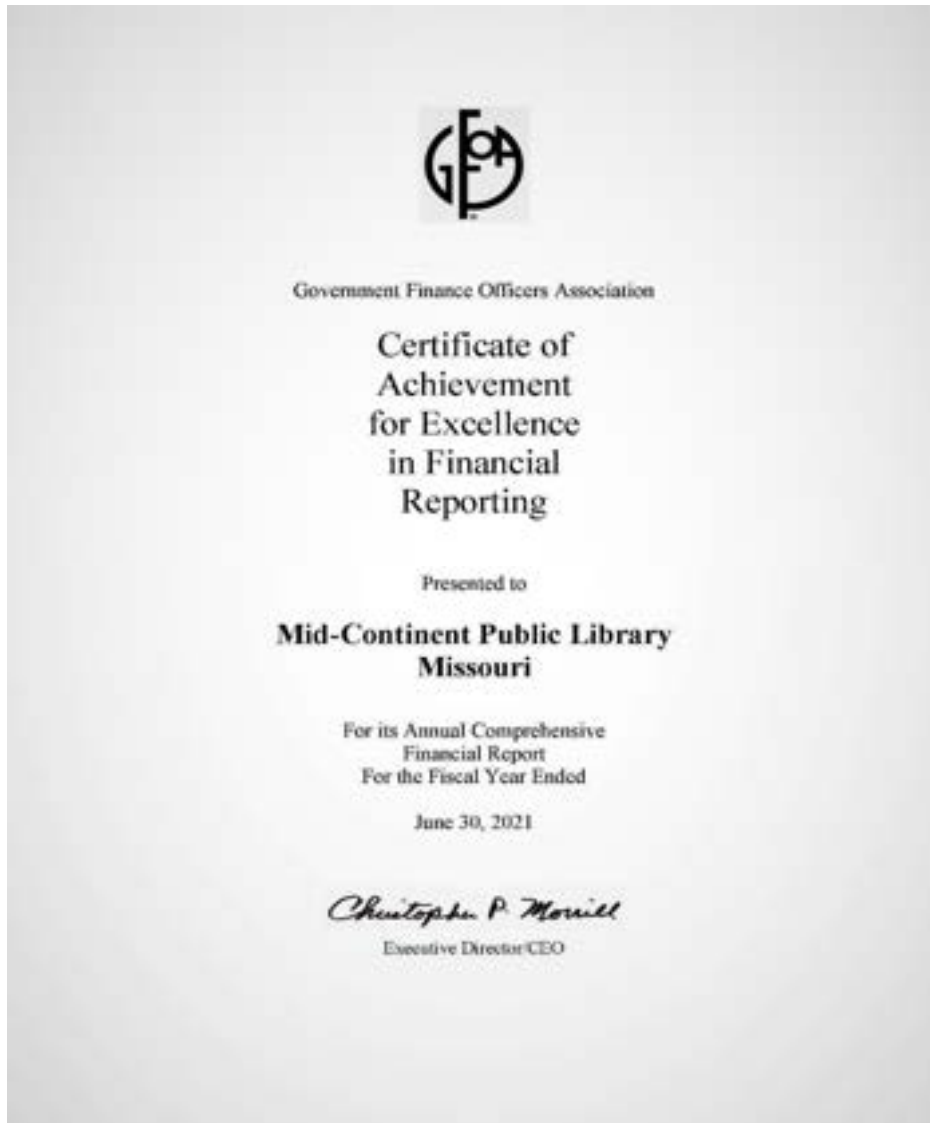 GFOA
Government Finance Officers Association
Certificate of
Achievement
for Excellence
in Financial
Reporting
Presented to
Mid-Continent Public Library
Missouri
For its Annual Comprehensive
Financial Report
For the Fiscal Year Ended
June 30, 2021
Christopher P. Morrill
Executive Director/CEO